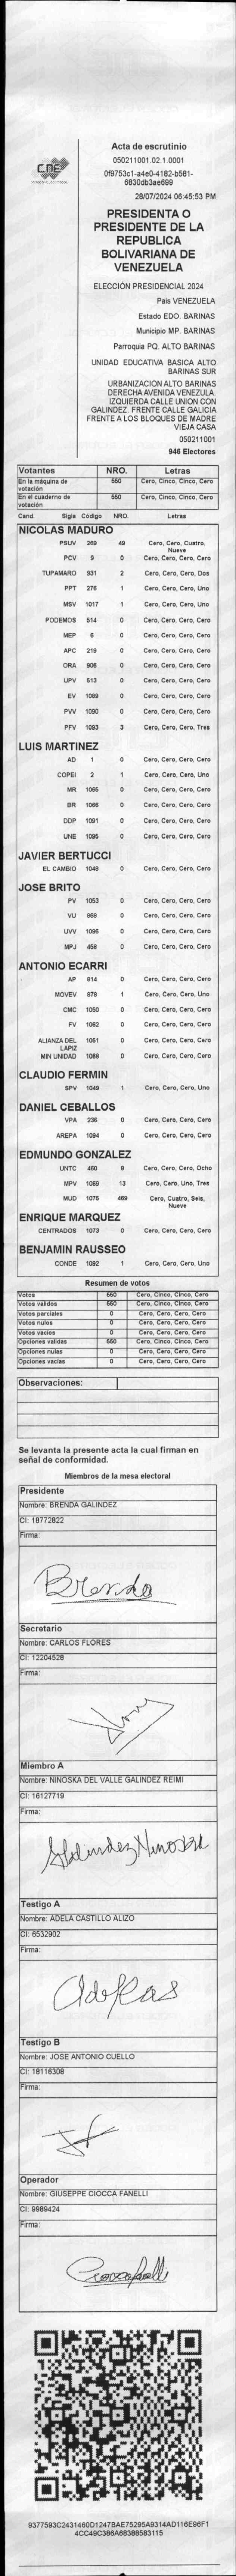 CNE
Acta de escrutinio
050211001.02.1.0001
0f9753c1-a4e0-4182-b581-
6830db3ae699
28/07/2024 06:45:53 PM
PRESIDENTA O
PRESIDENTE DE LA
REPUBLICA
BOLIVARIANA DE
VENEZUELA
ELECCIÓN PRESIDENCIAL 2024
Pais VENEZUELA
Estado EDO. BARINAS
Municipio MP. BARINAS
Parroquia PQ. ALTO BARINAS
UNIDAD EDUCATIVA BASICA ALTO
BARINAS SUR
URBANIZACION ALTO BARINAS
DERECHA AVENIDA VENEZUELA.
IZQUIERDA CALLE UNION CON
GALINDEZ. FRENTE CALLE GALICIA
FRENTE A LOS BLOQUES DE MADRE
VIEJA CASA
050211001
946 Electores
Votantes NRO. Letras
En la máquina de votación 550 Cero, Cinco, Cinco, Cero
En el cuaderno de votación 550 Cero, Cinco, Cinco, Cero
Cand. Sigla Código NRO. Letras
NICOLAS MADURO
PSUV 269 49 Cero, Cero, Cuatro, Nueve
PCV 9 0 Cero, Cero, Cero, Cero
TUPAMARO 931 2 Cero, Cero, Cero, Dos
PPT 275 1 Cero, Cero, Cero, Uno
MSV 1017 1 Cero, Cero, Cero, Uno
PODEMOS 514 0 Cero, Cero, Cero, Cero
MEP 6 0 Cero, Cero, Cero, Cero
APC 219 0 Cero, Cero, Cero, Cero
ORA 906 0 Cero, Cero, Cero, Cero
UPV 513 0 Cero, Cero, Cero, Cero
EV 1089 0 Cero, Cero, Cero, Cero
PVV 1090 0 Cero, Cero, Cero, Cero
PFV 1093 3 Cero, Cero, Cero, Tres
LUIS MARTINEZ
AD 1 0 Cero, Cero, Cero, Cero
COPEI 2 1 Cero, Cero, Cero, Uno
MR 1065 0 Cero, Cero, Cero, Cero
BR 1066 0 Cero, Cero, Cero, Cero
DDP 1091 0 Cero, Cero, Cero, Cero
UNE 1095 0 Cero, Cero, Cero, Cero
JAVIER BERTUCCI
EL CAMBIO 1048 0 Cero, Cero, Cero, Cero
JOSE BRITO
PV 1053 0 Cero, Cero, Cero, Cero
VU 868 0 Cero, Cero, Cero, Cero
UVV 1096 0 Cero, Cero, Cero, Cero
MPJ 458 0 Cero, Cero, Cero, Cero
ANTONIO ECARRI
AP 814 0 Cero, Cero, Cero, Cero
MOVEV 878 1 Cero, Cero, Cero, Uno
CMC 1050 0 Cero, Cero, Cero, Cero
FV 1062 0 Cero, Cero, Cero, Cero
ALIANZA DEL LAPIZ 1051 0 Cero, Cero, Cero, Cero
MIN UNIDAD 1068 0 Cero, Cero, Cero, Cero
CLAUDIO FERMIN
SPV 1049 1 Cero, Cero, Cero, Uno
DANIEL CEBALLOS
VPA 236 0 Cero, Cero, Cero, Cero
AREPA 1094 0 Cero, Cero, Cero, Cero
EDMUNDO GONZALEZ
UNTC 460 8 Cero, Cero, Cero, Ocho
MPV 1069 13 Cero, Cero, Uno, Tres
MUD 1075 469 Cero, Cuatro, Seis, Nueve
ENRIQUE MARQUEZ
CENTRADOS 1073 0 Cero, Cero, Cero, Cero
BENJAMIN RAUSSEO
CONDE 1092 1 Cero, Cero, Cero, Uno
Resumen de votos
Votos 550 Cero, Cinco, Cinco, Cero
Votos validos 550 Cero, Cinco, Cinco, Cero
Votos parciales 0 Cero, Cero, Cero, Cero
Votos nulos 0 Cero, Cero, Cero, Cero
Votos vacios 0 Cero, Cero, Cero, Cero
Opciones validas 550 Cero, Cinco, Cinco, Cero
Opciones nulas 0 Cero, Cero, Cero, Cero
Opciones vacias 0 Cero, Cero, Cero, Cero
Observaciones:
Se levanta la presente acta la cual firman en
señal de conformidad.
Miembros de la mesa electoral
Presidente
Nombre: BRENDA GALINDEZ
CI: 18772822
Firma:
Brenda
Secretario
Nombre: CARLOS FLORES
CI: 12204528
Firma:
Miembro A
Nombre: NINOSKA DEL VALLE GALINDEZ REIMI
CI: 16127719
Firma:
Galindez Ninoska
Testigo A
Nombre: ADELA CASTILLO ALIZO
CI: 6532902
Firma:
Testigo B
Nombre: JOSE ANTONIO CUELLO
CI: 18116308
Firma:
Operador
Nombre: GIUSEPPE CIOCCA FANELLI
CI: 9989424
Firma:
9377593C2431460D1247BAE75295A9314AD116E96F1
4CC49C386A68388583115